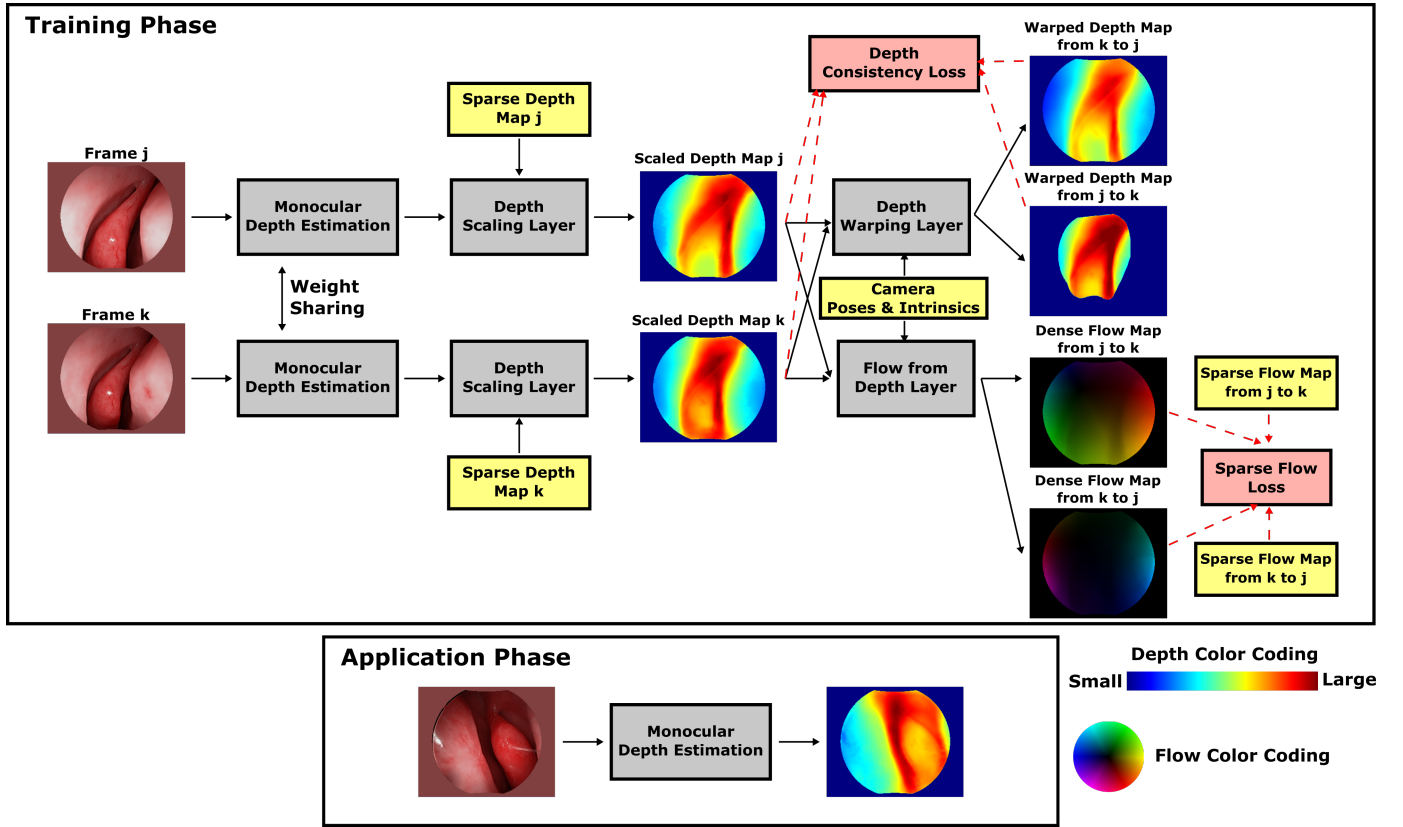 Training Phase
Frame j
Monocular
Depth Estimation
Sparse Depth
Map j
Depth
Scaling Layer
Scaled Depth Map j
Depth
Consistency Loss
Depth
Warping Layer
Warped Depth Map
from k to j
Warped Depth Map
from j to k
Weight
Sharing
Camera
Poses & Intrinsics
Frame k
Monocular
Depth Estimation
Depth
Scaling Layer
Sparse Depth
Map k
Scaled Depth Map k
Flow from
Depth Layer
Dense Flow Map
from j to k
Sparse Flow Map
from j to k
Sparse Flow
Loss
Dense Flow Map
from k to j
Sparse Flow Map
from k to j
Application Phase
Monocular
Depth Estimation
Depth Color Coding
Small
Large
Flow Color Coding